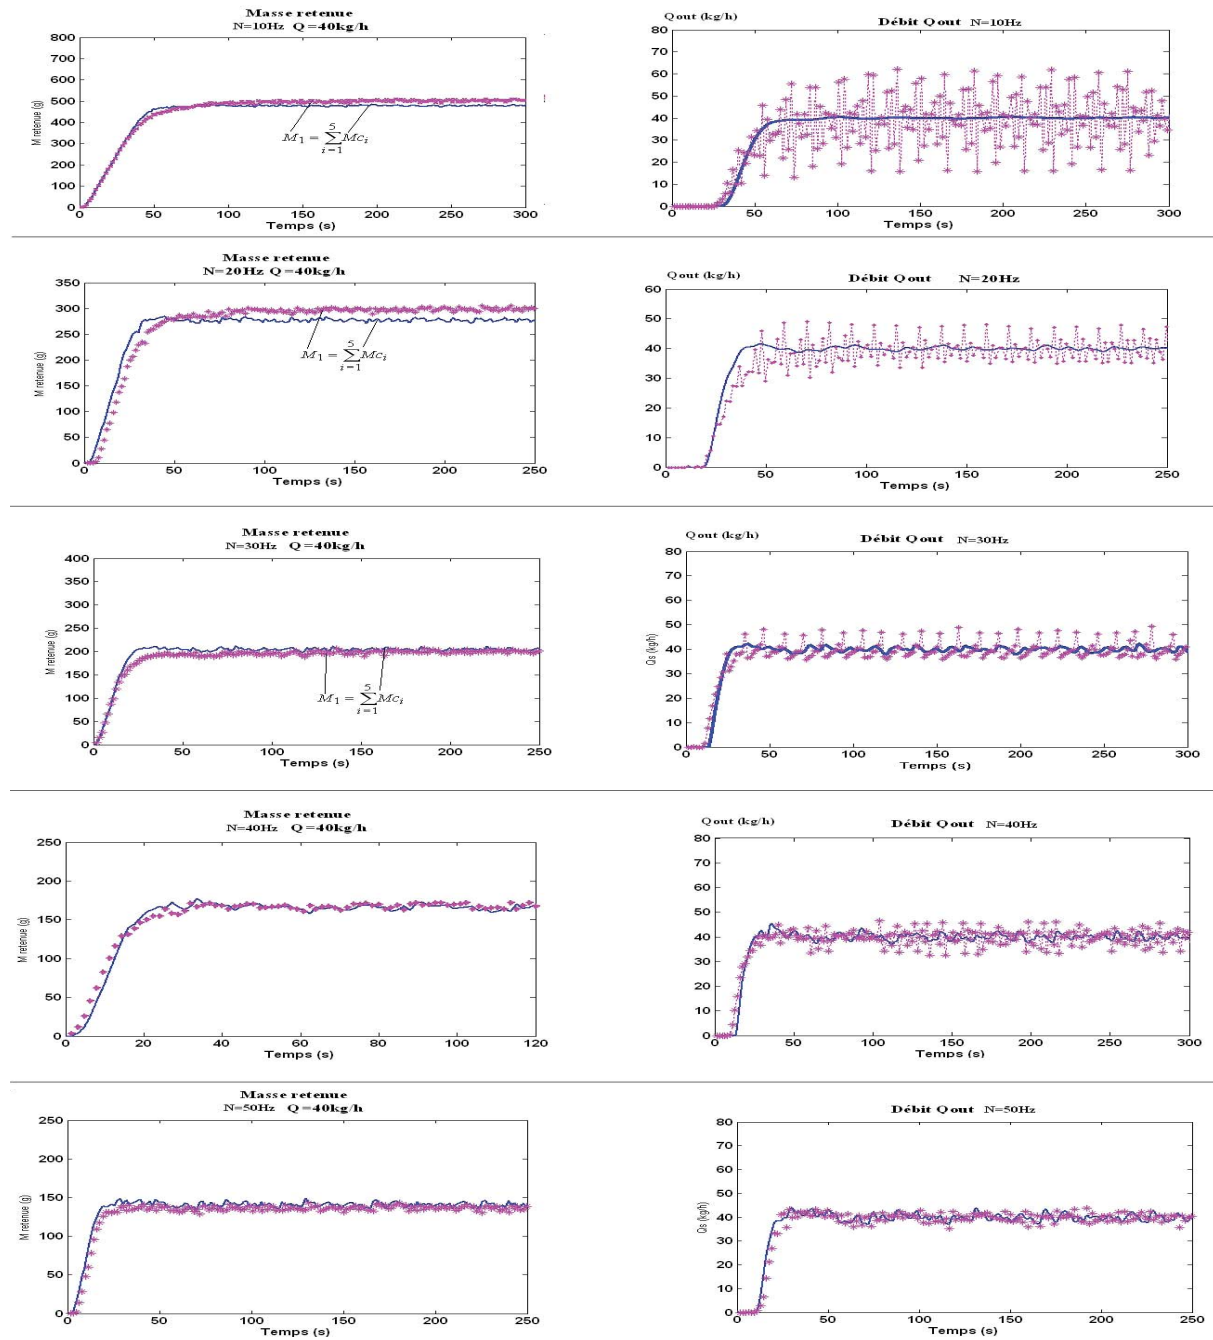 Masse retenue
N=10Hz Q=40kg/h
M retenue (g)
800
700
600
500
400
300
200
100
0
M₁ = ∑ Mcᵢ
5
i=1
0 50 100 150 200 250 300
Temps (s)
Qout (kg/h)
Débit Qout N=10Hz
80
70
60
50
40
30
20
10
0
0 50 100 150 200 250 300
Temps (s)
Masse retenue
N=20Hz Q=40kg/h
M retenue (g)
350
300
250
200
150
100
50
0
M₁ = ∑ Mcᵢ
5
i=1
0 50 100 150 200 250
Temps (s)
Qout (kg/h)
Débit Qout N=20Hz
60
50
40
30
20
10
0
0 50 100 150 200 250
Temps (s)
Masse retenue
N=30Hz Q=40kg/h
M retenue (g)
400
350
300
250
200
150
100
50
0
M₁ = ∑ Mcᵢ
5
i=1
0 50 100 150 200 250
Temps (s)
Qout (kg/h)
Débit Qout N=30Hz
Qs (kg/h)
80
70
60
50
40
30
20
10
0
0 50 100 150 200 250 300
Temps (s)
Masse retenue
N=40Hz Q=40kg/h
M retenue (g)
250
200
150
100
50
0
0 20 40 60 80 100 120
Temps (s)
Qout (kg/h)
Débit Qout N=40Hz
80
70
60
50
40
30
20
10
0
0 50 100 150 200 250 300
Temps (s)
Masse retenue
N=50Hz Q=40kg/h
M retenue (g)
250
200
150
100
50
0
0 50 100 150 200 250
Temps (s)
Débit Qout N=50Hz
Qs (kg/h)
80
70
60
50
40
30
20
10
0
0 50 100 150 200 250
Temps (s)